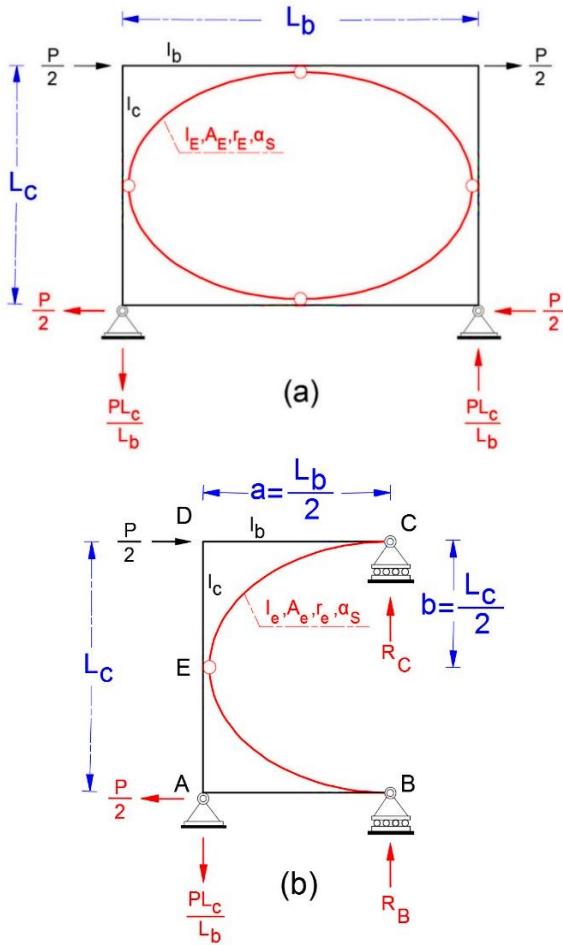 L_b
P/2
I_b
P/2
I_c
I_E,A_E,r_E,α_S
L_c
P/2
P/2
PL_c/L_b
PL_c/L_b
(a)
a=L_b/2
D
C
P/2
I_b
I_c
I_e,A_e,r_e,α_S
R_C
b=L_c/2
L_c
E
A
B
P/2
PL_c/L_b
R_B
(b)